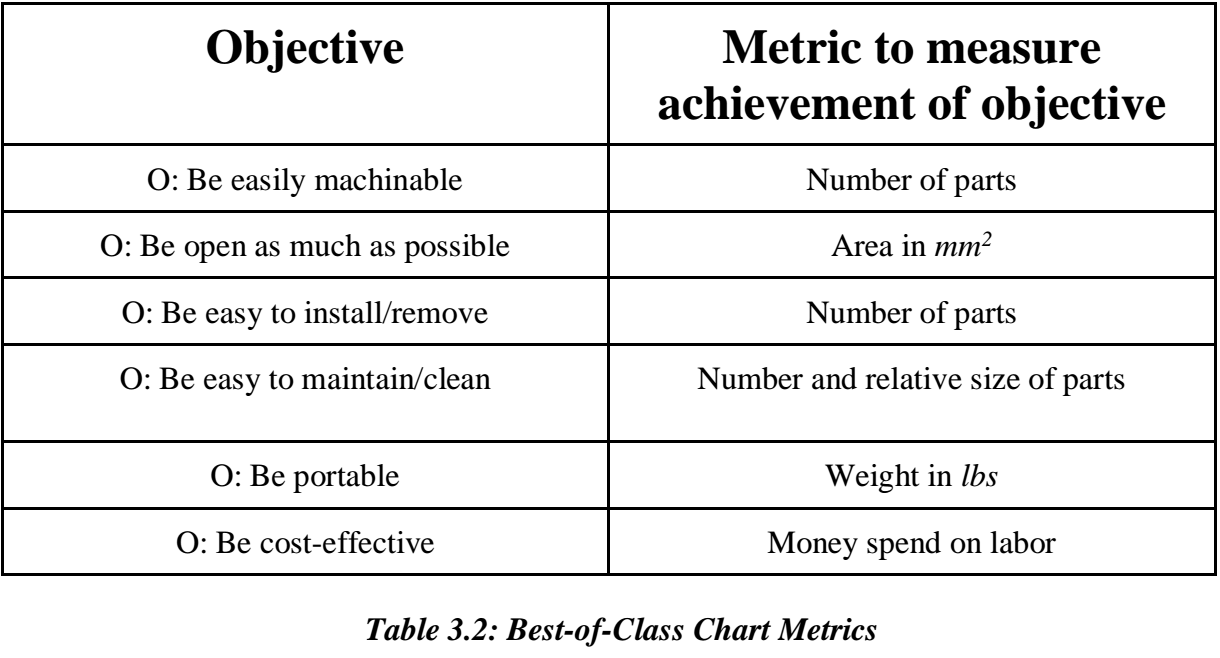 Objective
Metric to measure
achievement of objective
O: Be easily machinable
Number of parts
O: Be open as much as possible
Area in mm²
O: Be easy to install/remove
Number of parts
O: Be easy to maintain/clean
Number and relative size of parts
O: Be portable
Weight in lbs
O: Be cost-effective
Money spend on labor
Table 3.2: Best-of-Class Chart Metrics